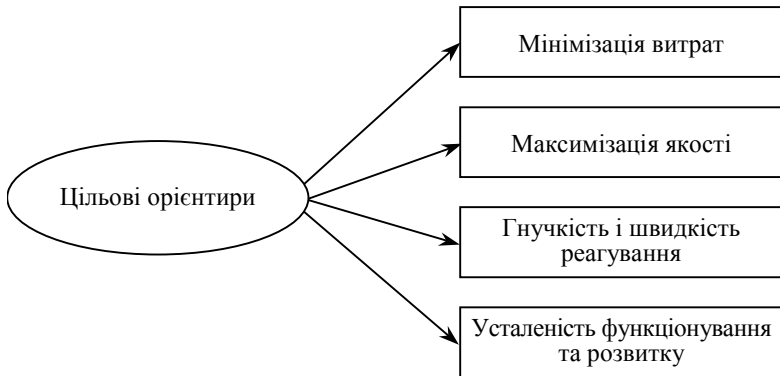 Мінімізація витрат
Максимізація якості
Цільові орієнтири
Гнучкість і швидкість
реагування
Усталеність функціонування
та розвитку